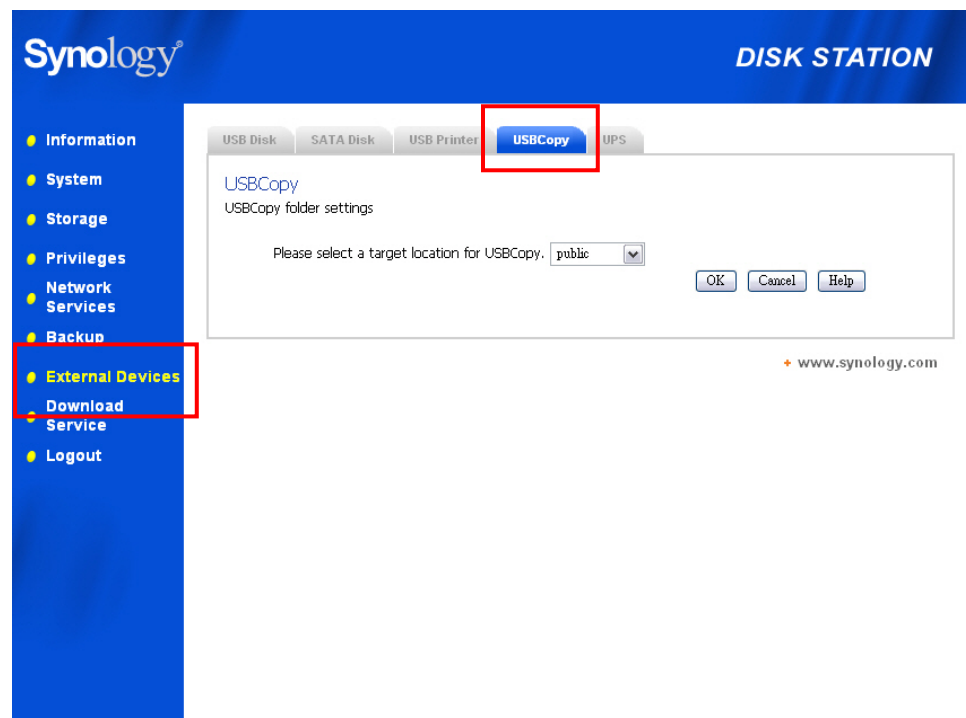 Synology®
DISK STATION
Information
System
Storage
Privileges
Network
Services
Backup
External Devices
Download
Service
Logout
USB Disk SATA Disk USB Printer USBCopy UPS
USBCopy
USBCopy folder settings
Please select a target location for USBCopy. public
OK Cancel Help
+ www.synology.com